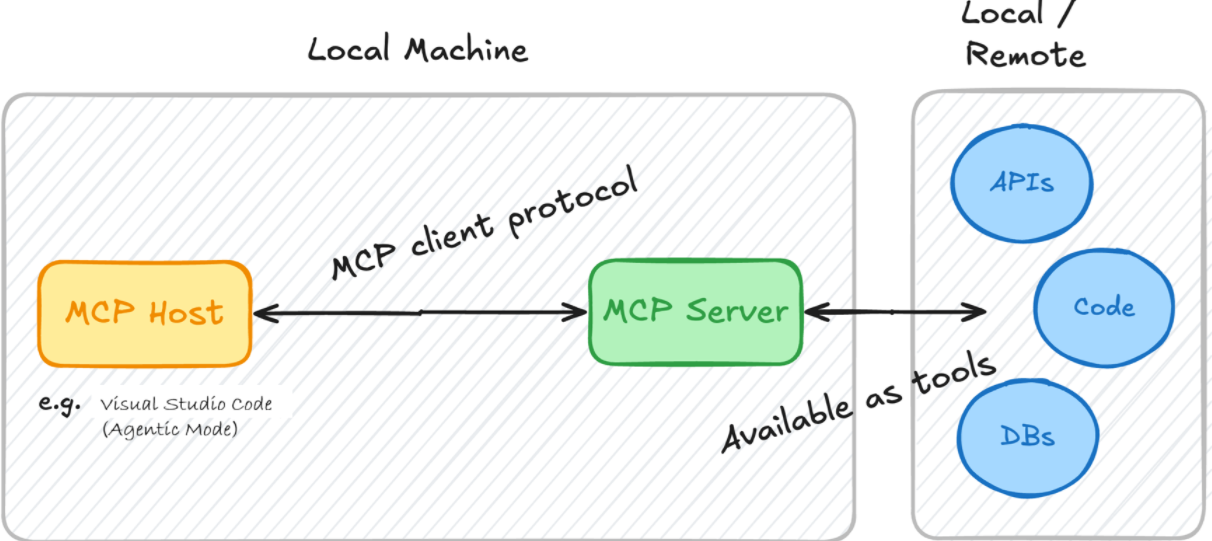 Local Machine
Local /
Remote
MCP client protocol
MCP Host
MCP Server
e.g. Visual Studio Code
(Agentic Mode)
Available as tools
APIs
Code
DBs